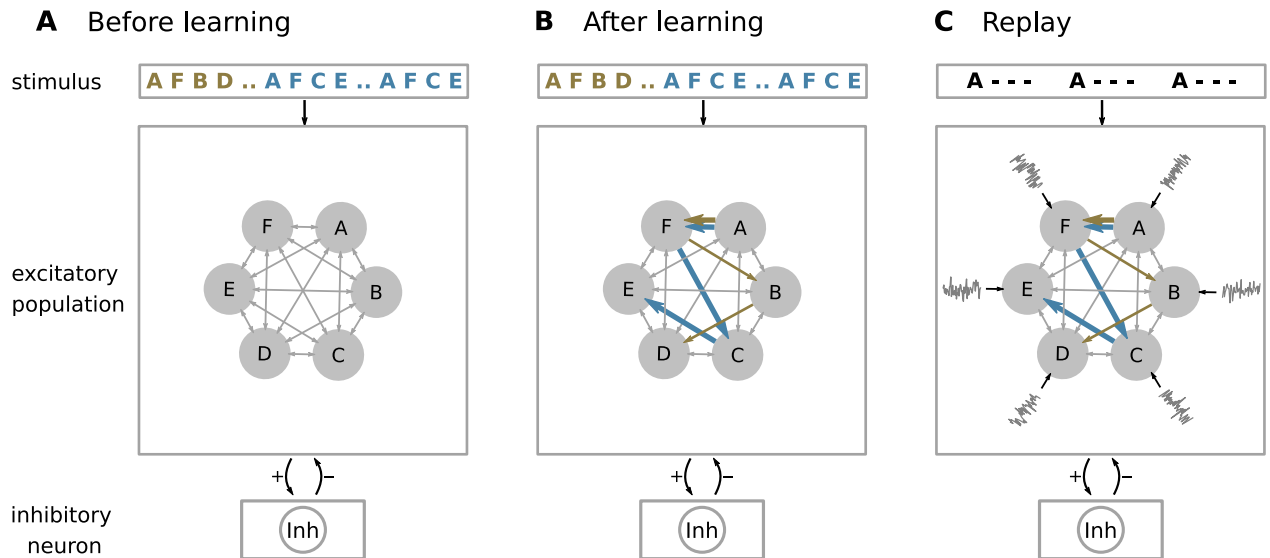 A Before learning
B After learning
C Replay
stimulus
A F B D .. A F C E .. A F C E
A F B D .. A F C E .. A F C E
A - - - A - - - A - - -
excitatory
population
F A
E B
D C
F A
E B
D C
F A
E B
D C
+ −
+ −
+ −
inhibitory
neuron
Inh
Inh
Inh